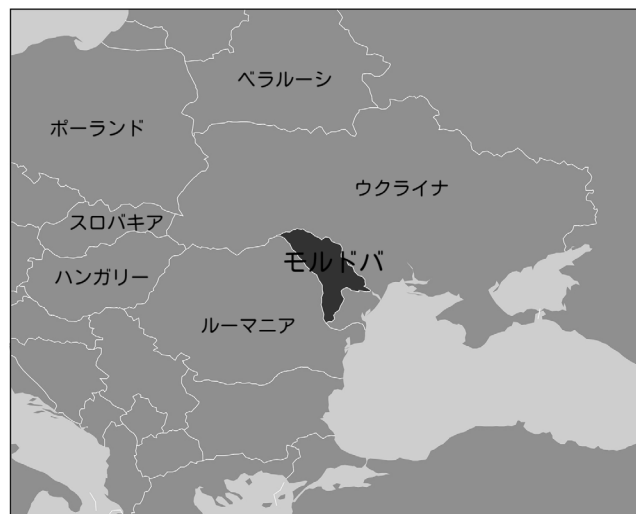 ベラルーシ
ポーランド
ウクライナ
スロバキア
モルドバ
ハンガリー
ルーマニア